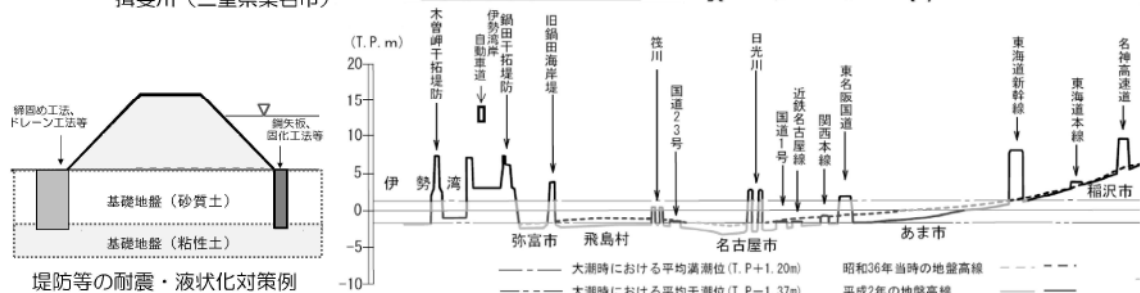 揖斐川（三重県桑名市）
締固め工法、
ドレーン工法等
鋼矢板、
固化工法等
基礎地盤（砂質土）
基礎地盤（粘性土）
堤防等の耐震・液状化対策例
(T.P.m)
20
15
10
5
0
-5
-10
木曽岬干拓堤防
伊勢湾岸
自動車道
鍋田干拓堤防
旧鍋田海岸堤
筏川
国道23号
日光川
国道1号
近鉄名古屋線
関西本線
東名阪国道
東海道新幹線
東海道本線
名神高速道
伊勢湾
弥富市
飛島村
名古屋市
あま市
稲沢市
大潮時における平均満潮位(T.P+1.20m)
大潮時における平均干潮位(T.P-1.37m)
昭和36年当時の地盤高線
平成2年の地盤高線